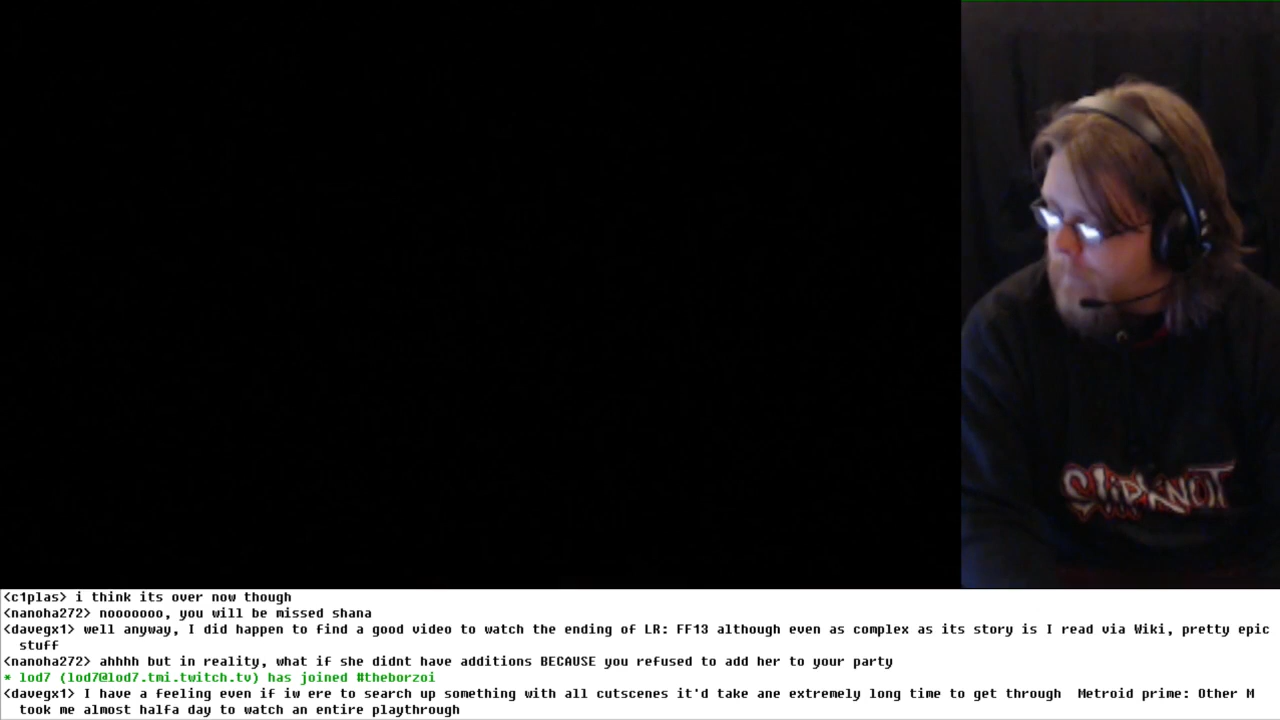 SLIPKNOT
<c1plas> i think its over now though
<nanoha272> nooooooo, you will be missed shana
<davegx1> well anyway, I did happen to find a good video to watch the ending of LR: FF13 although even as complex as its story is I read via Wiki, pretty epic
stuff
<nanoha272> ahhhh but in reality, what if she didnt have additions BECAUSE you refused to add her to your party
* lod7 (lod7@lod7.tmi.twitch.tv) has joined #theborzoi
<davegx1> I have a feeling even if iw ere to search up something with all cutscenes it'd take ane extremely long time to get through  Metroid prime: Other M
took me almost halfa day to watch an entire playthrough